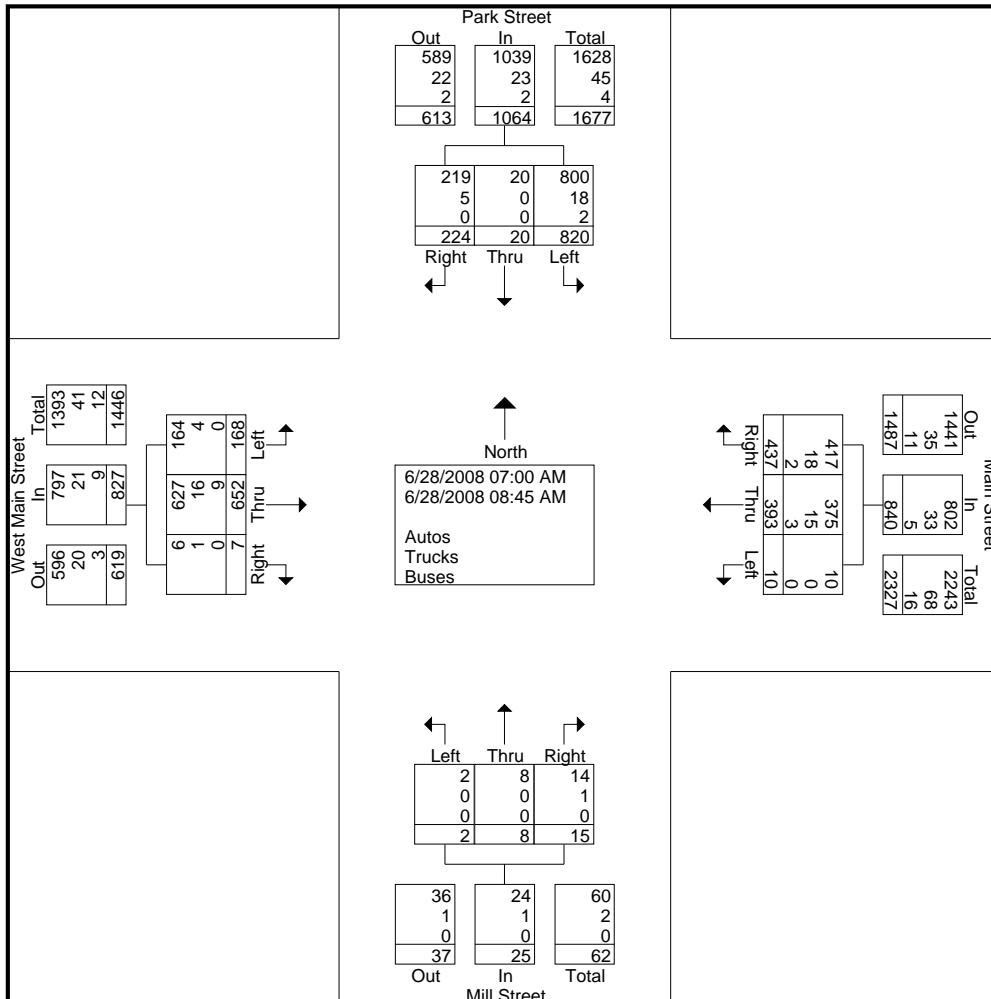 Park Street
Out In Total
589 1039 1628
22 23 45
2 2 4
613 1064 1677
219 20 800
5 0 18
0 0 2
224 20 820
Right Thru Left
West Main Street
Total
1393
41
12
1446
In
797
21
9
827
Out
596
20
3
619
164
4
0
168
Left
627
16
9
652
Thru
6
1
0
7
Right
North
6/28/2008 07:00 AM
6/28/2008 08:45 AM
Autos
Trucks
Buses
Right
437
2
18
417
Thru
393
3
15
375
Left
10
0
0
10
Main Street
Out
1441
35
11
1487
In
802
33
5
840
Total
2243
68
16
2327
Left Thru Right
2 8 14
0 0 1
0 0 0
2 8 15
36 24 60
1 1 2
0 0 0
37 25 62
Out In Total
Mill Street